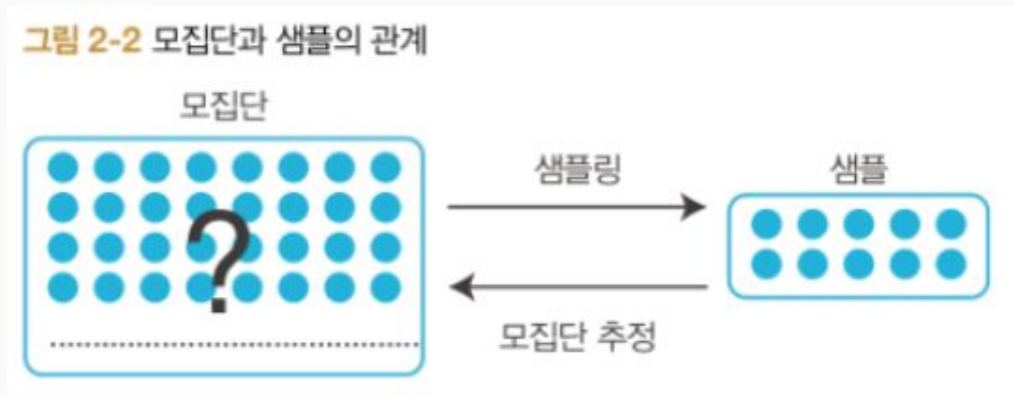 그림 2-2 모집단과 샘플의 관계
모집단
샘플링
샘플
?
모집단 추정